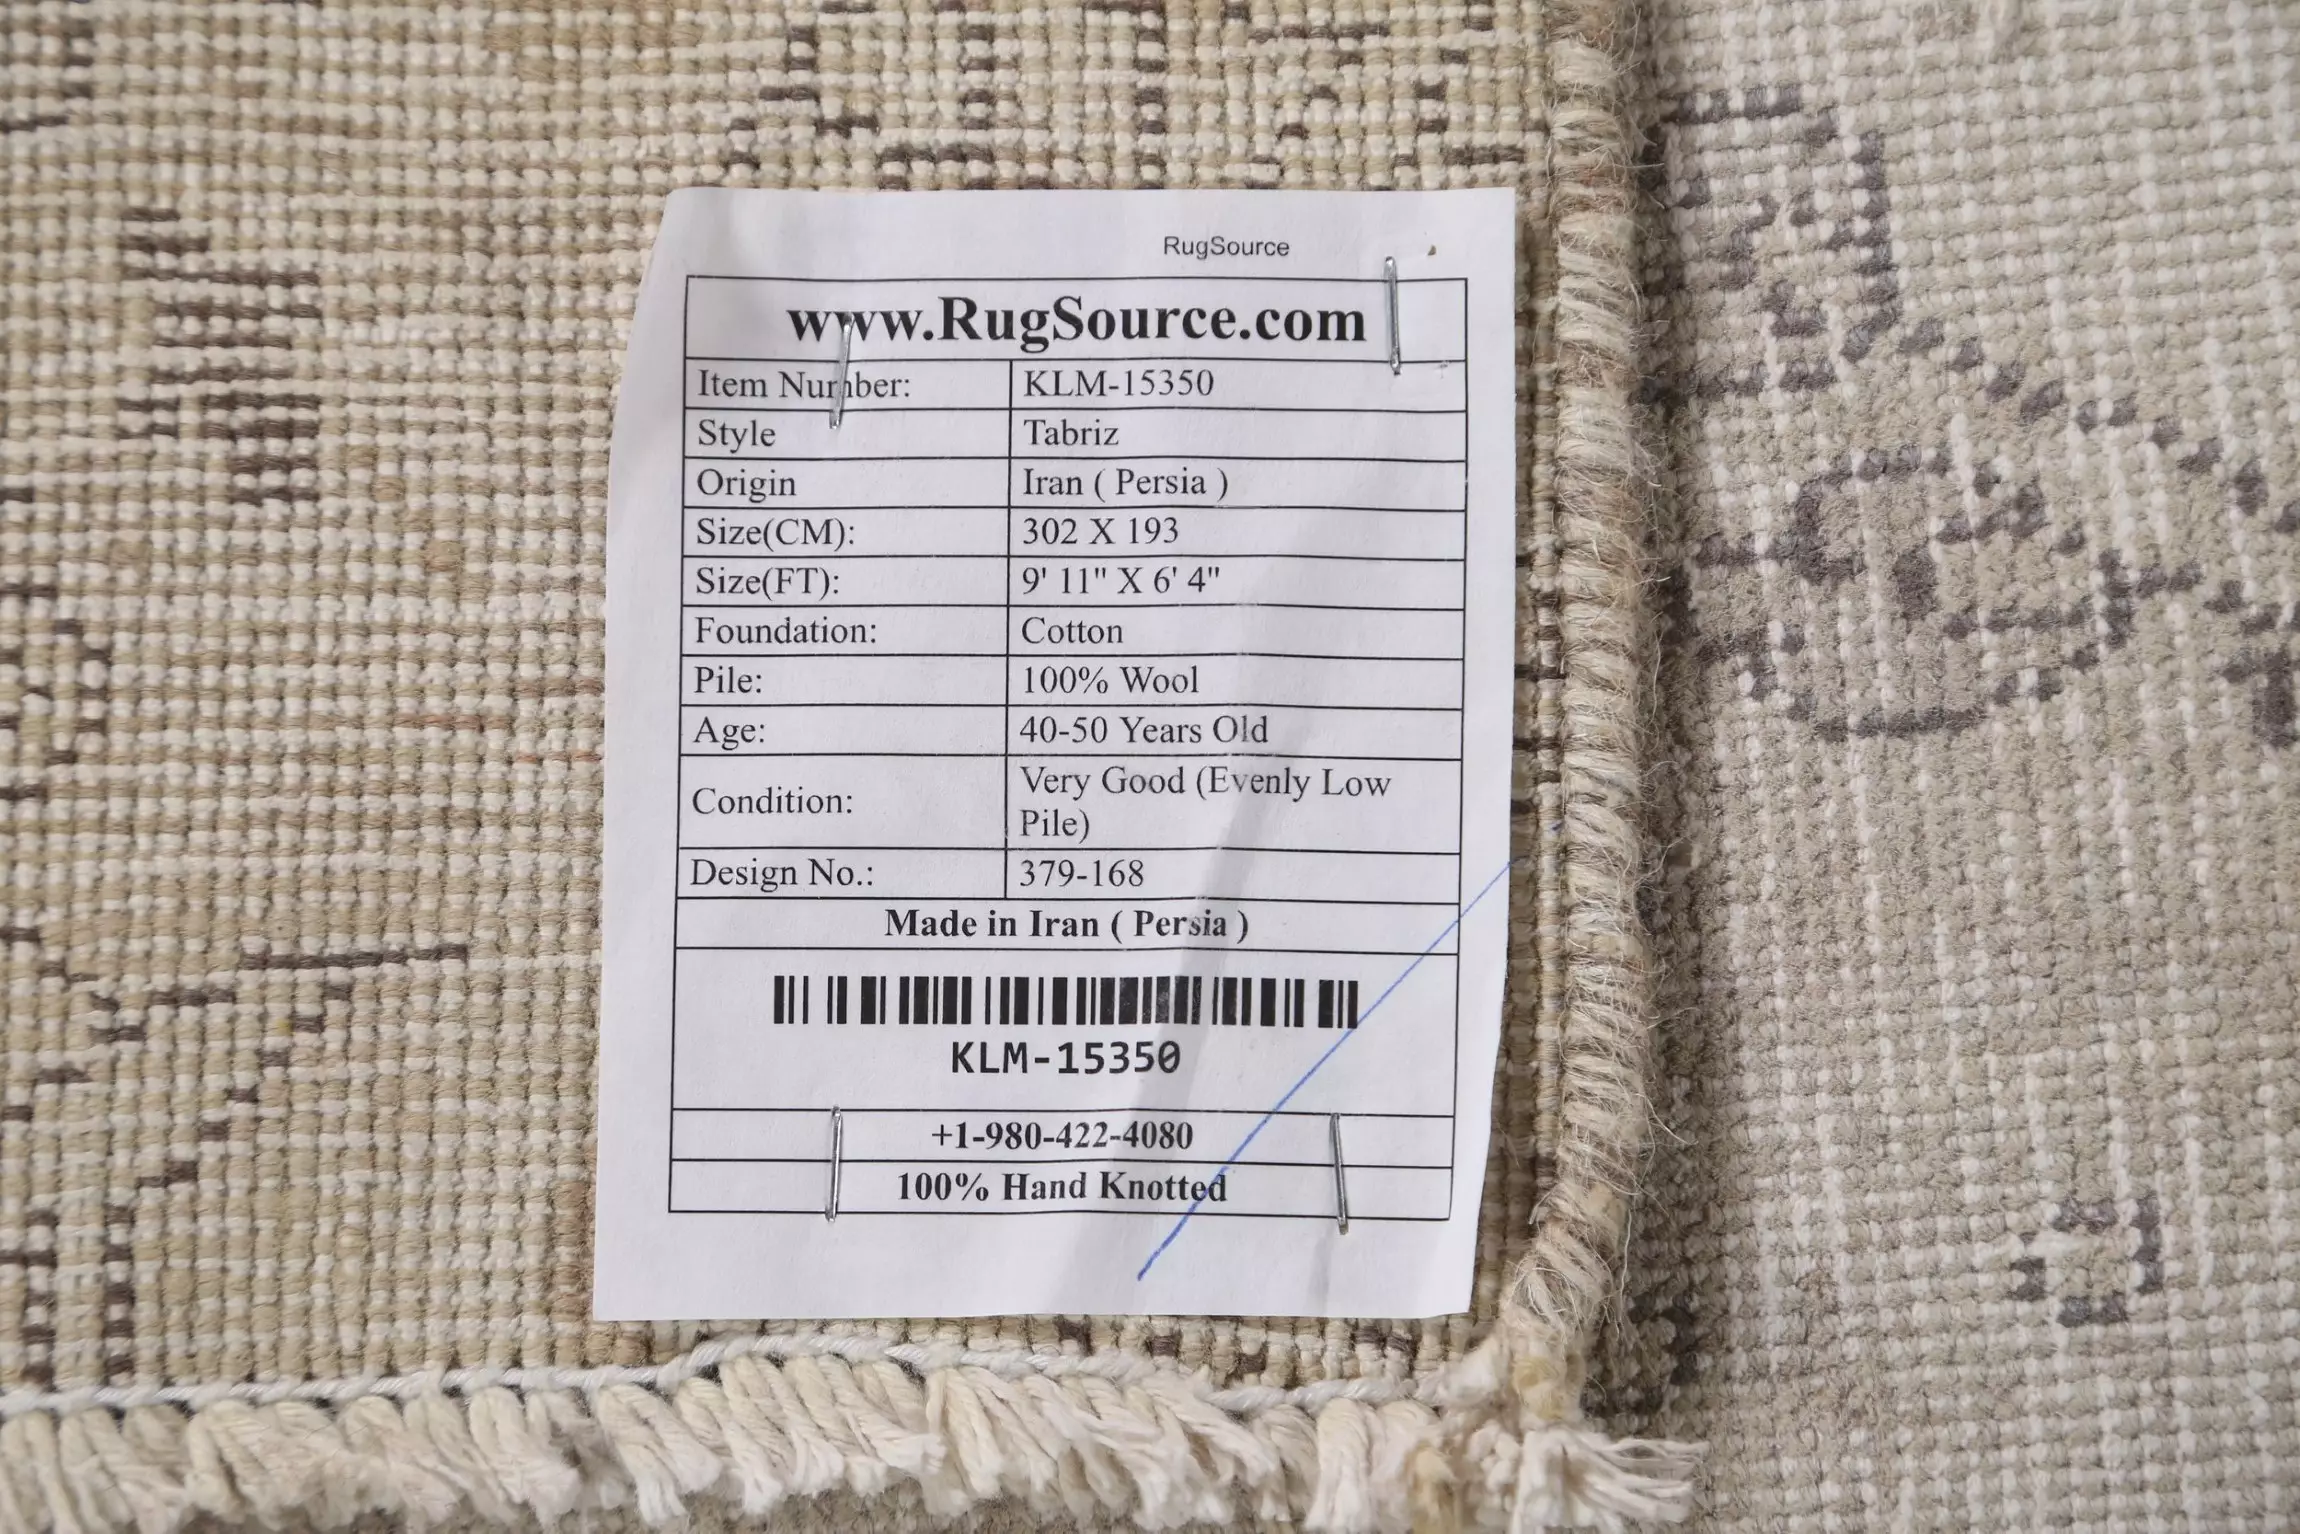 RugSource
www.RugSource.com
Item Number: KLM-15350
Style Tabriz
Origin Iran ( Persia )
Size(CM): 302 X 193
Size(FT): 9' 11" X 6' 4"
Foundation: Cotton
Pile: 100% Wool
Age: 40-50 Years Old
Condition: Very Good (Evenly Low
Pile)
Design No.: 379-168
Made in Iran ( Persia )
KLM-15350
+1-980-422-4080
100% Hand Knotted